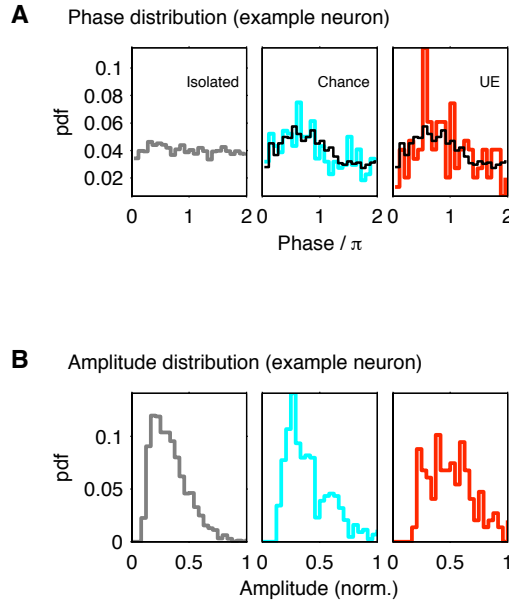 A Phase distribution (example neuron)
0.1
0.08
0.06
0.04
0.02
pdf
Isolated
Chance
UE
0 1 2 0 1 2 0 1 2
Phase / π
B Amplitude distribution (example neuron)
0.1
0.05
0
pdf
0 0.5 1 0 0.5 1 0 0.5 1
Amplitude (norm.)